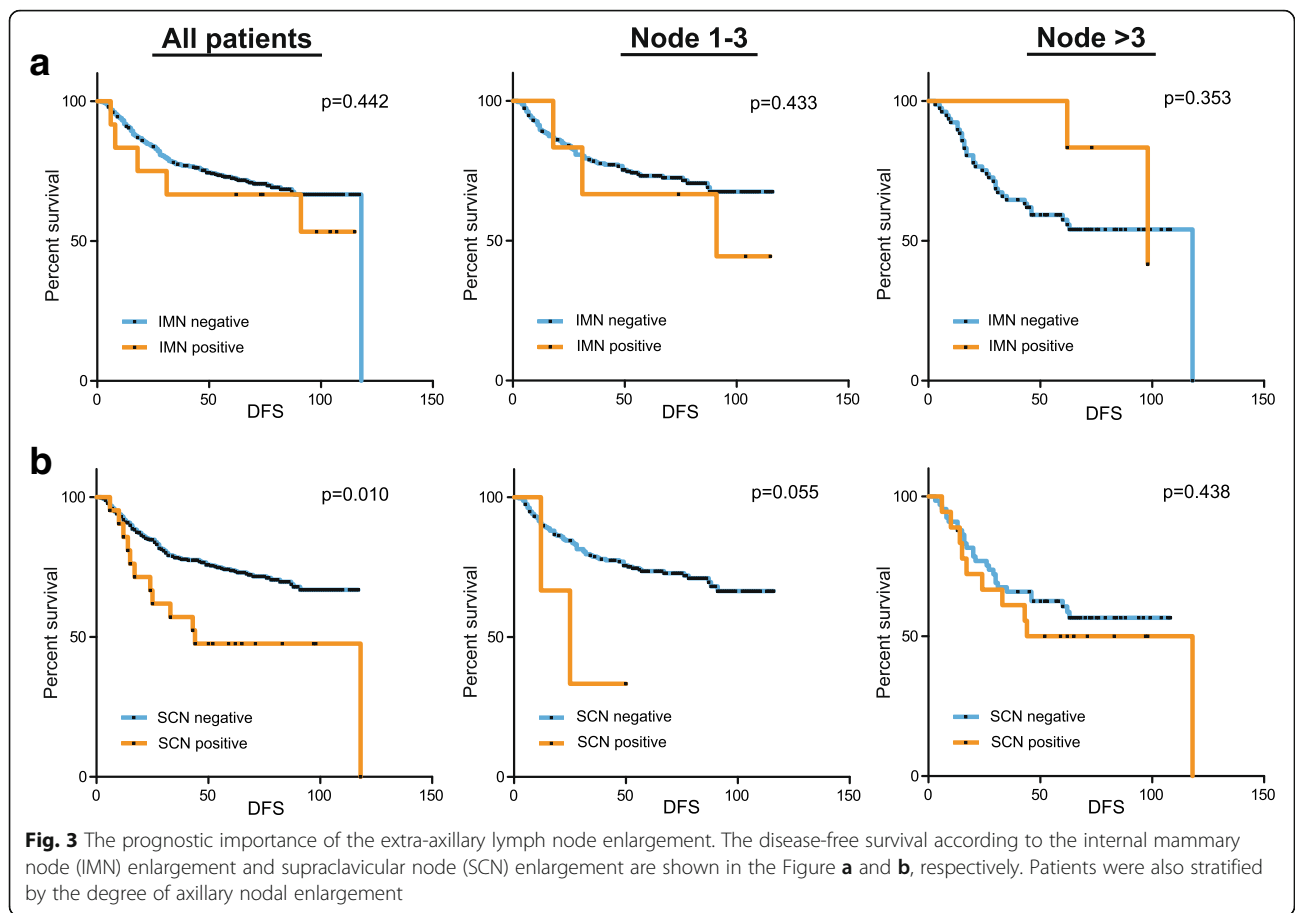 All patients
Node 1-3
Node >3
a
p=0.442
p=0.433
p=0.353
100
50
0
Percent survival
IMN negative
IMN positive
0 50 100 150
DFS
100
50
0
Percent survival
IMN negative
IMN positive
0 50 100 150
DFS
100
50
0
Percent survival
IMN negative
IMN positive
0 50 100 150
DFS
b
p=0.010
p=0.055
p=0.438
100
50
0
Percent survival
SCN negative
SCN positive
0 50 100 150
DFS
100
50
0
Percent survival
SCN negative
SCN positive
0 50 100 150
DFS
100
50
0
Percent survival
SCN negative
SCN positive
0 50 100 150
DFS
Fig. 3 The prognostic importance of the extra-axillary lymph node enlargement. The disease-free survival according to the internal mammary
node (IMN) enlargement and supraclavicular node (SCN) enlargement are shown in the Figure a and b, respectively. Patients were also stratified
by the degree of axillary nodal enlargement